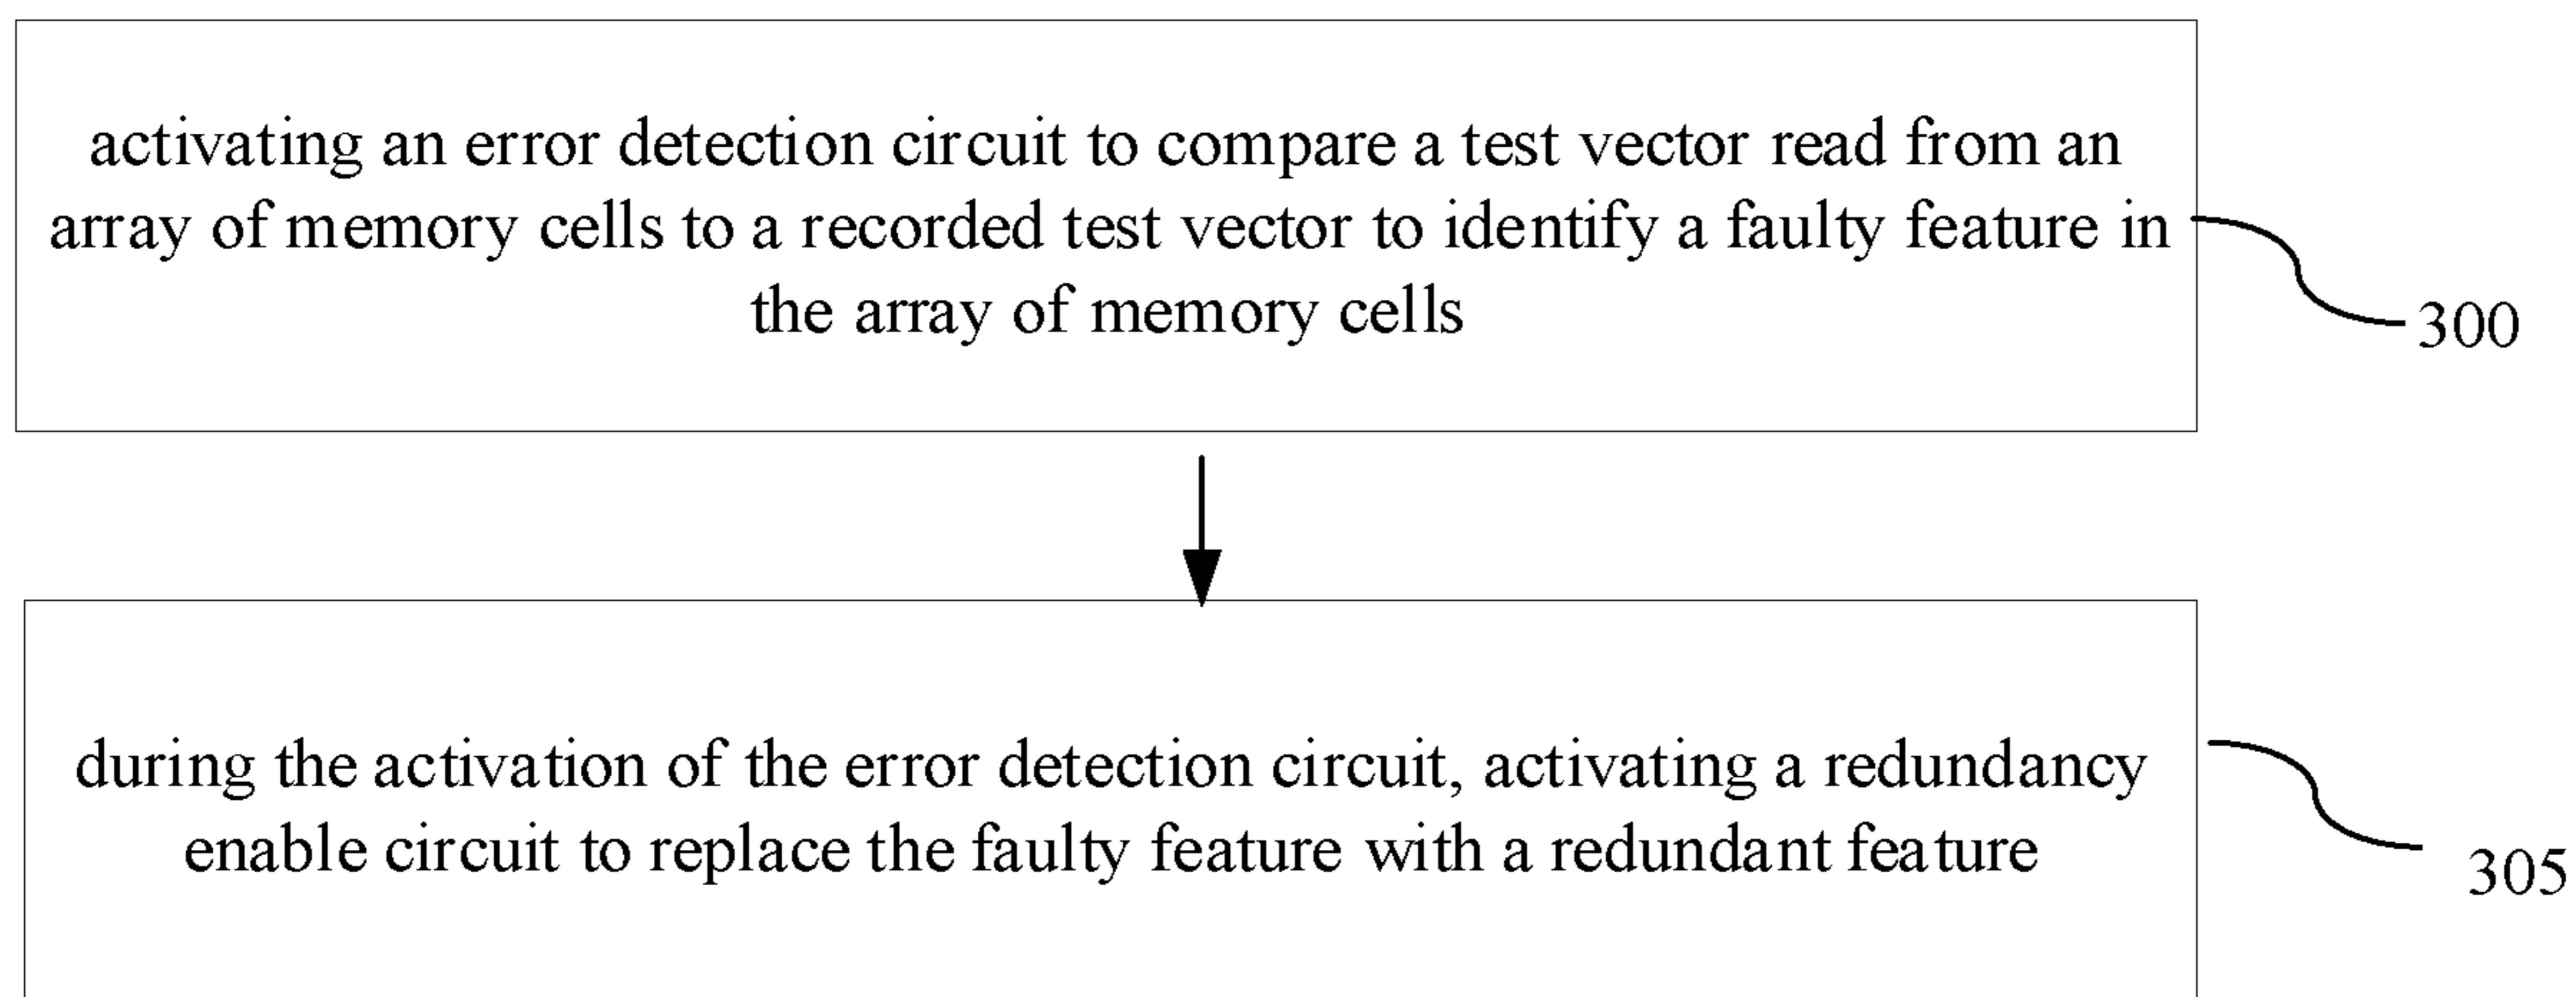 activating an error detection circuit to compare a test vector read from an
array of memory cells to a recorded test vector to identify a faulty feature in
the array of memory cells
300
during the activation of the error detection circuit, activating a redundancy
enable circuit to replace the faulty feature with a redundant feature
305